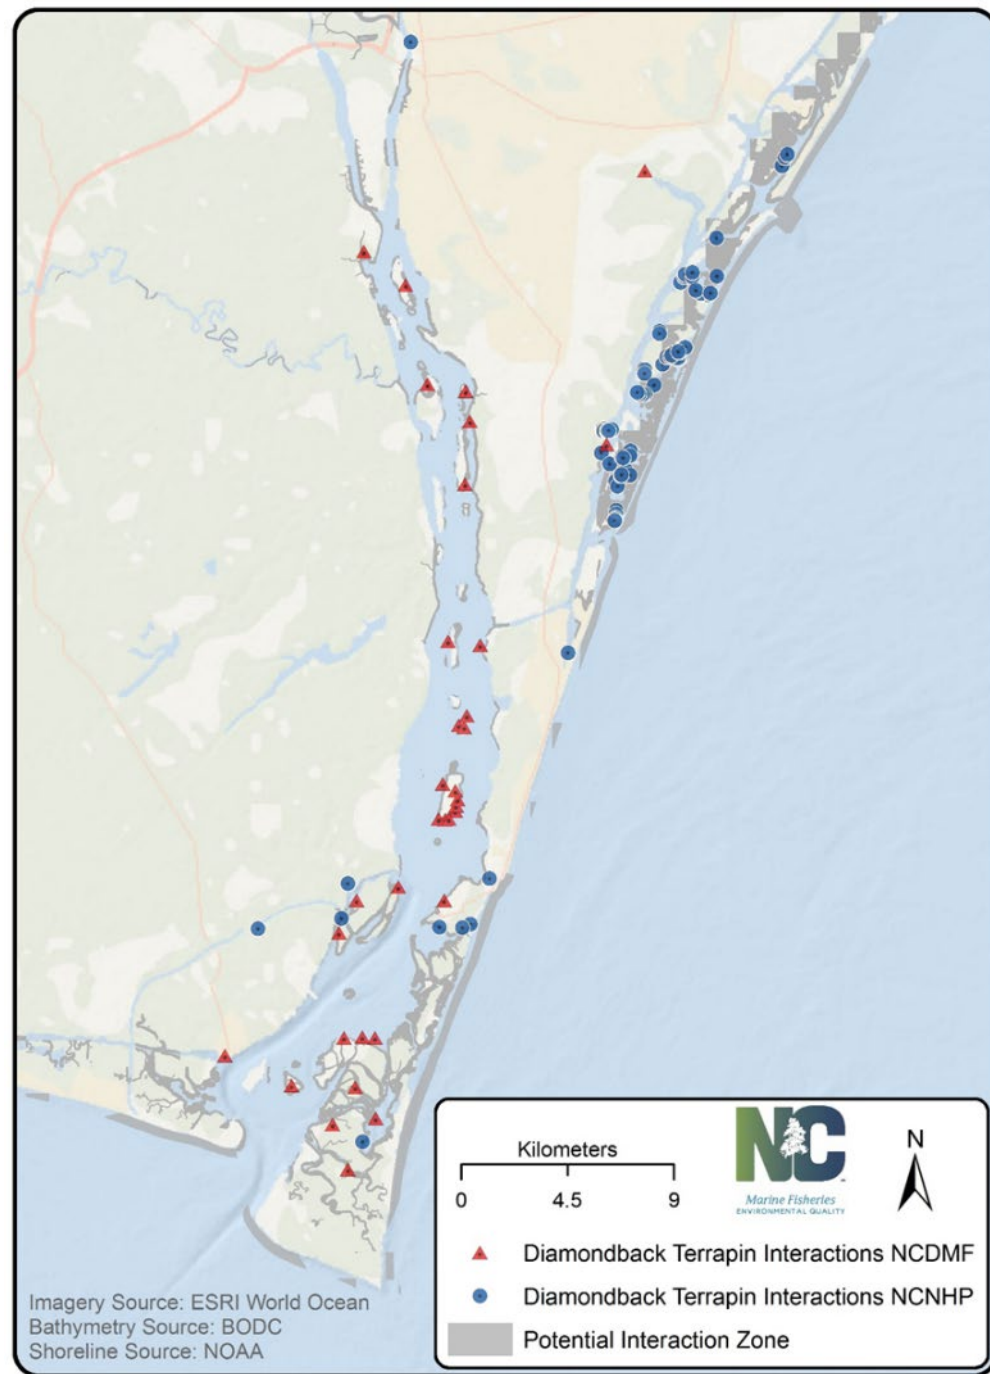 Kilometers
0 4.5 9
NC
Marine Fisheries
ENVIRONMENTAL QUALITY
N
Diamondback Terrapin Interactions NCDMF
Diamondback Terrapin Interactions NCNHP
Potential Interaction Zone
Imagery Source: ESRI World Ocean
Bathymetry Source: BODC
Shoreline Source: NOAA